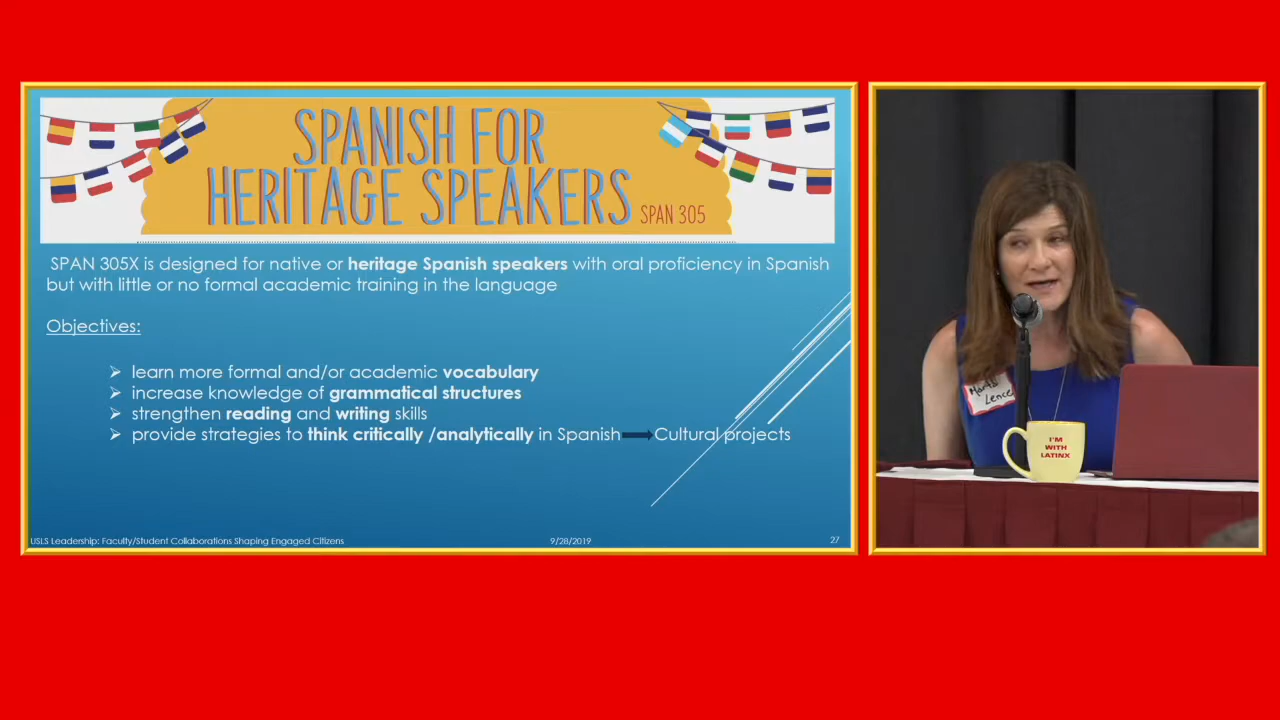 SPANISH FOR
HERITAGE SPEAKERS SPAN 305
SPAN 305X is designed for native or heritage Spanish speakers with oral proficiency in Spanish
but with little or no formal academic training in the language
Objectives:
learn more formal and/or academic vocabulary
increase knowledge of grammatical structures
strengthen reading and writing skills
provide strategies to think critically /analytically in Spanish Cultural projects
USLS Leadership: Faculty/Student Collaborations Shaping Engaged Citizens 9/28/2019 27
Lence
I'M
WITH
LATINX